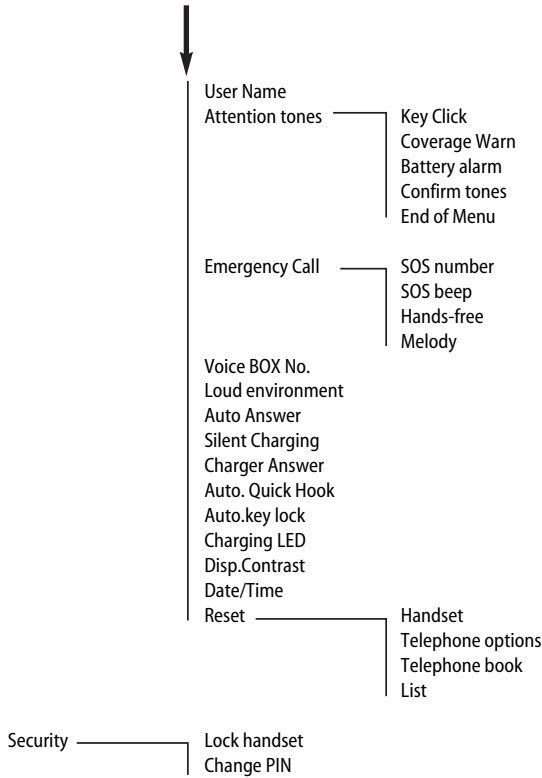 User Name
Attention tones Key Click
Coverage Warn
Battery alarm
Confirm tones
End of Menu
Emergency Call SOS number
SOS beep
Hands-free
Melody
Voice BOX No.
Loud environment
Auto Answer
Silent Charging
Charger Answer
Auto. Quick Hook
Auto.key lock
Charging LED
Disp.Contrast
Date/Time
Reset Handset
Telephone options
Telephone book
List
Security Lock handset
Change PIN